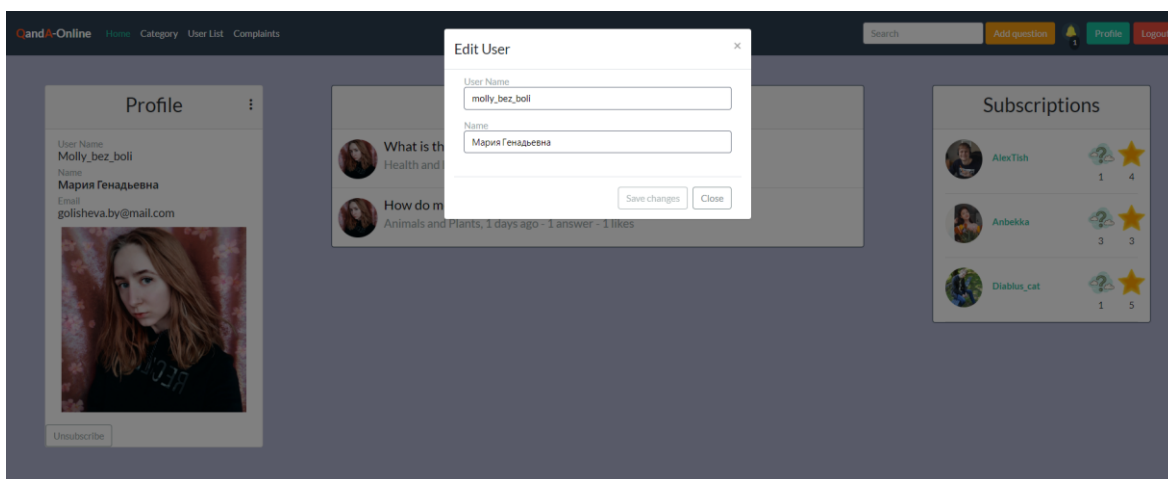 QandA-Online Home Category User List Complaints
Search
Add question
1
Profile
Logout
Edit User
×
User Name
molly_bez_boli
Name
Мария Генадьевна
Save changes
Close
Profile
User Name
Molly_bez_boli
Name
Мария Генадьевна
Email
golisheva.by@mail.com
Unsubscribe
What is th
Health and
How do m
Animals and Plants, 1 days ago - 1 answer - 1 likes
Subscriptions
AlexTish
1 4
Anbekka
3 3
Diablus_cat
1 5